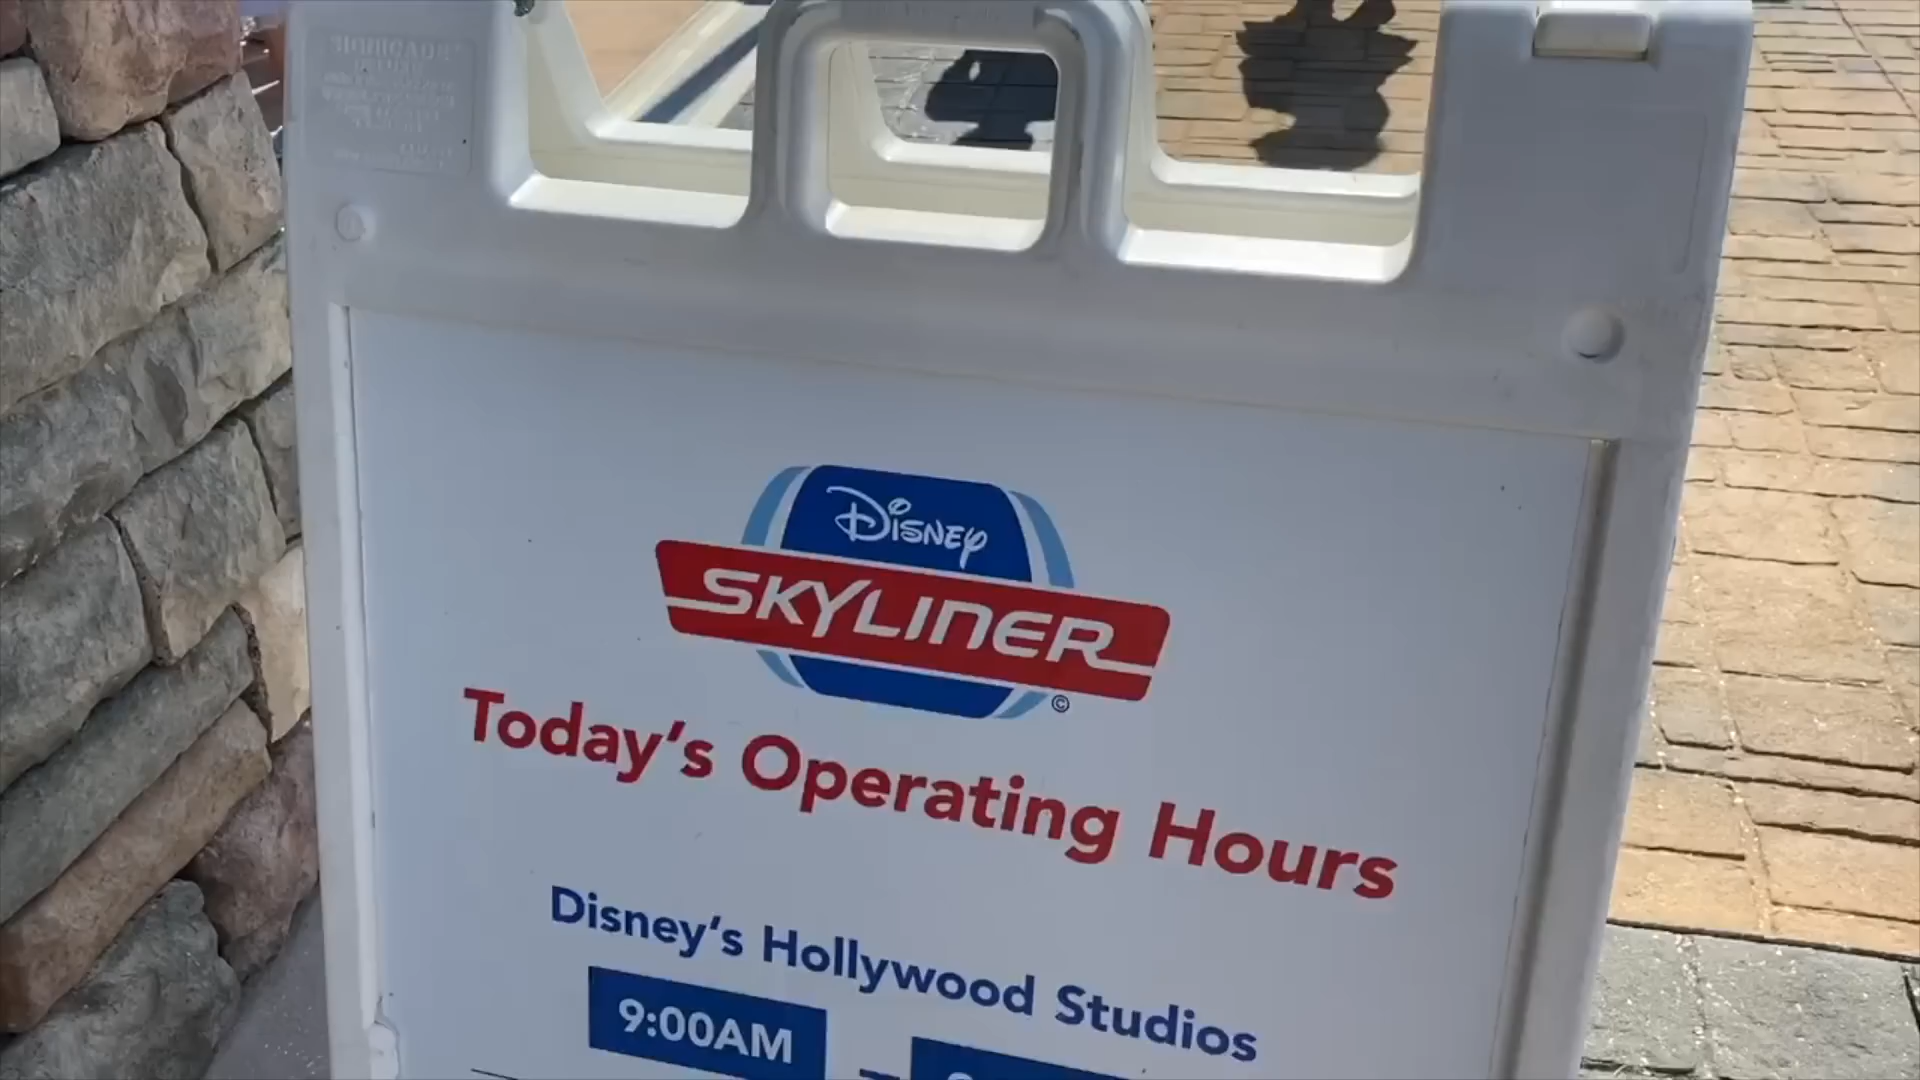 DISNEY
SKYLINER
©
Today's Operating Hours
Disney's Hollywood Studios
9:00AM –